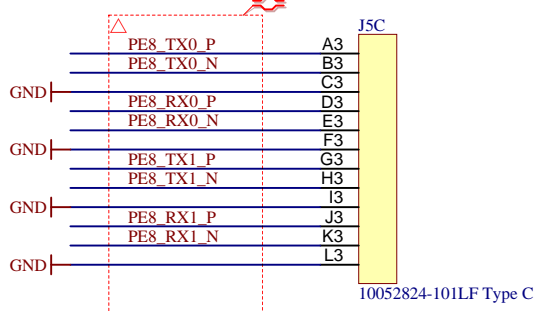 J5C
PE8_TX0_P A3
PE8_TX0_N B3
GND C3
PE8_RX0_P D3
PE8_RX0_N E3
GND F3
PE8_TX1_P G3
PE8_TX1_N H3
GND I3
PE8_RX1_P J3
PE8_RX1_N K3
GND L3
10052824-101LF Type C